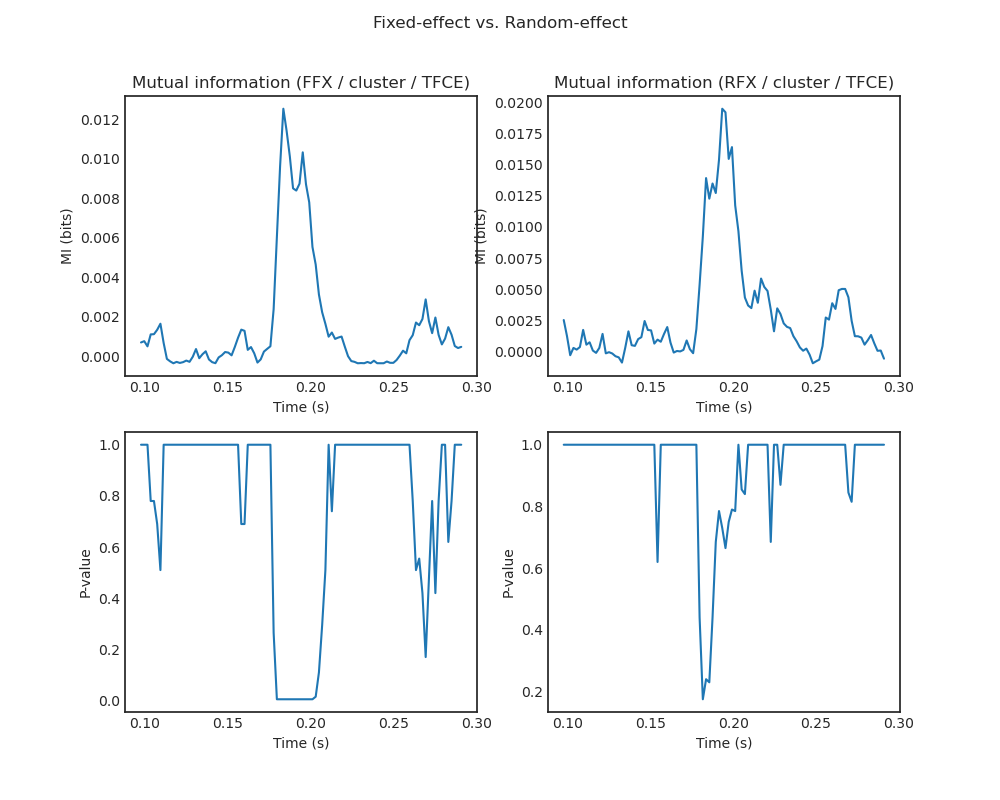 Fixed-effect vs. Random-effect
Mutual information (FFX / cluster / TFCE)
MI (bits)
0.012
0.010
0.008
0.006
0.004
0.002
0.000
0.10 0.15 0.20 0.25 0.30
Time (s)
Mutual information (RFX / cluster / TFCE)
MI (bits)
0.0200
0.0175
0.0150
0.0125
0.0100
0.0075
0.0050
0.0025
0.0000
0.10 0.15 0.20 0.25 0.30
Time (s)
P-value
1.0
0.8
0.6
0.4
0.2
0.0
0.10 0.15 0.20 0.25 0.30
Time (s)
P-value
1.0
0.8
0.6
0.4
0.2
0.10 0.15 0.20 0.25 0.30
Time (s)